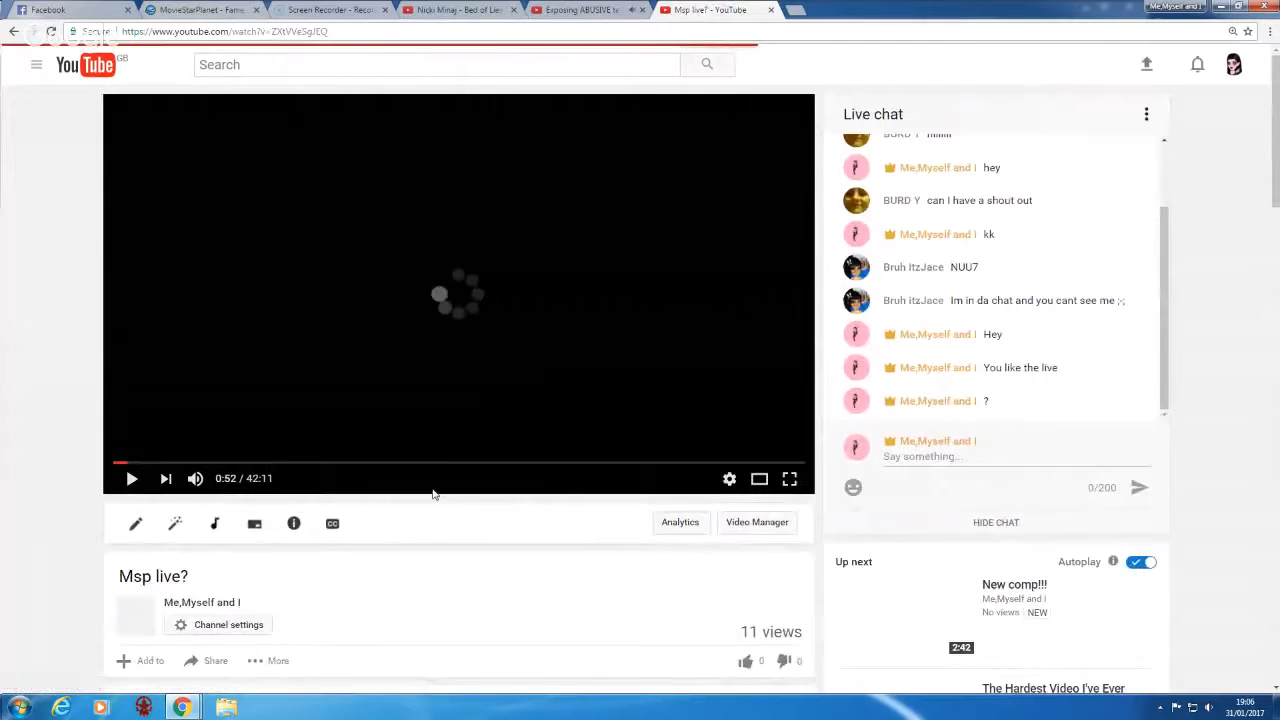 Facebook
MovieStarPlanet - Fame,
Screen Recorder - Reco
Nicki Minaj - Bed of Lies
Exposing ABUSIVE te
Msp live? - YouTube
Me,Myself and I
https://www.youtube.com/watch?v=ZXtVVeSgJEQ
YouTube GB
Search
Live chat
BURD Y
Me,Myself and I hey
BURD Y can I have a shout out
Me,Myself and I kk
Bruh ItzJace NUU7
Bruh ItzJace Im in da chat and you cant see me ;-;
Me,Myself and I Hey
Me,Myself and I You like the live
Me,Myself and I ?
Me,Myself and I
Say something...
0/200
HIDE CHAT
0:52 / 42:11
Analytics
Video Manager
Msp live?
Me,Myself and I
Channel settings
11 views
Add to
Share
More
0
0
Up next
Autoplay
New comp!!!
Me,Myself and I
No views NEW
2:42
The Hardest Video I've Ever
19:06
31/01/2017